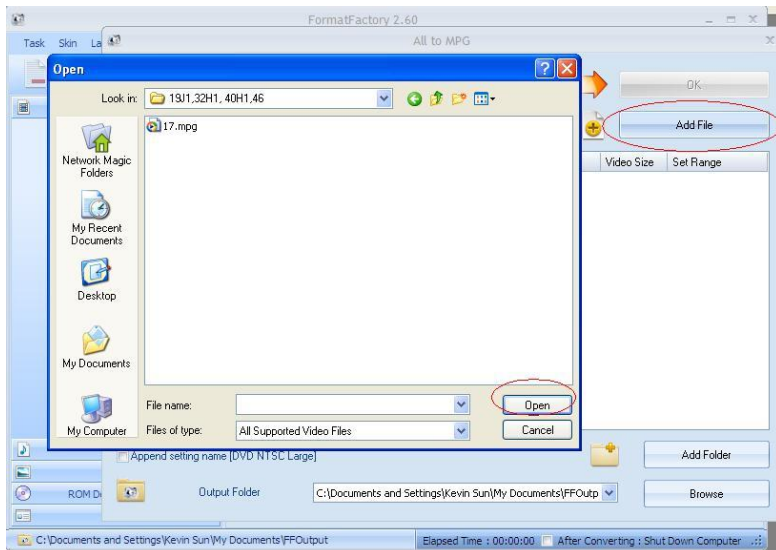 FormatFactory 2.60
Task Skin La
All to MPG
Open
Look in: 19J1,32H1, 40H1,46
OK
Add File
17.mpg
Video Size Set Range
Network Magic Folders
My Recent Documents
Desktop
My Documents
My Computer
File name:
Open
Files of type: All Supported Video Files
Cancel
Append setting name [DVD NTSC Large]
Add Folder
ROM D
Output Folder C:\Documents and Settings\Kevin Sun\My Documents\FFOutp
Browse
C:\Documents and Settings\Kevin Sun\My Documents\FFOutput
Elapsed Time : 00:00:00 After Converting : Shut Down Computer